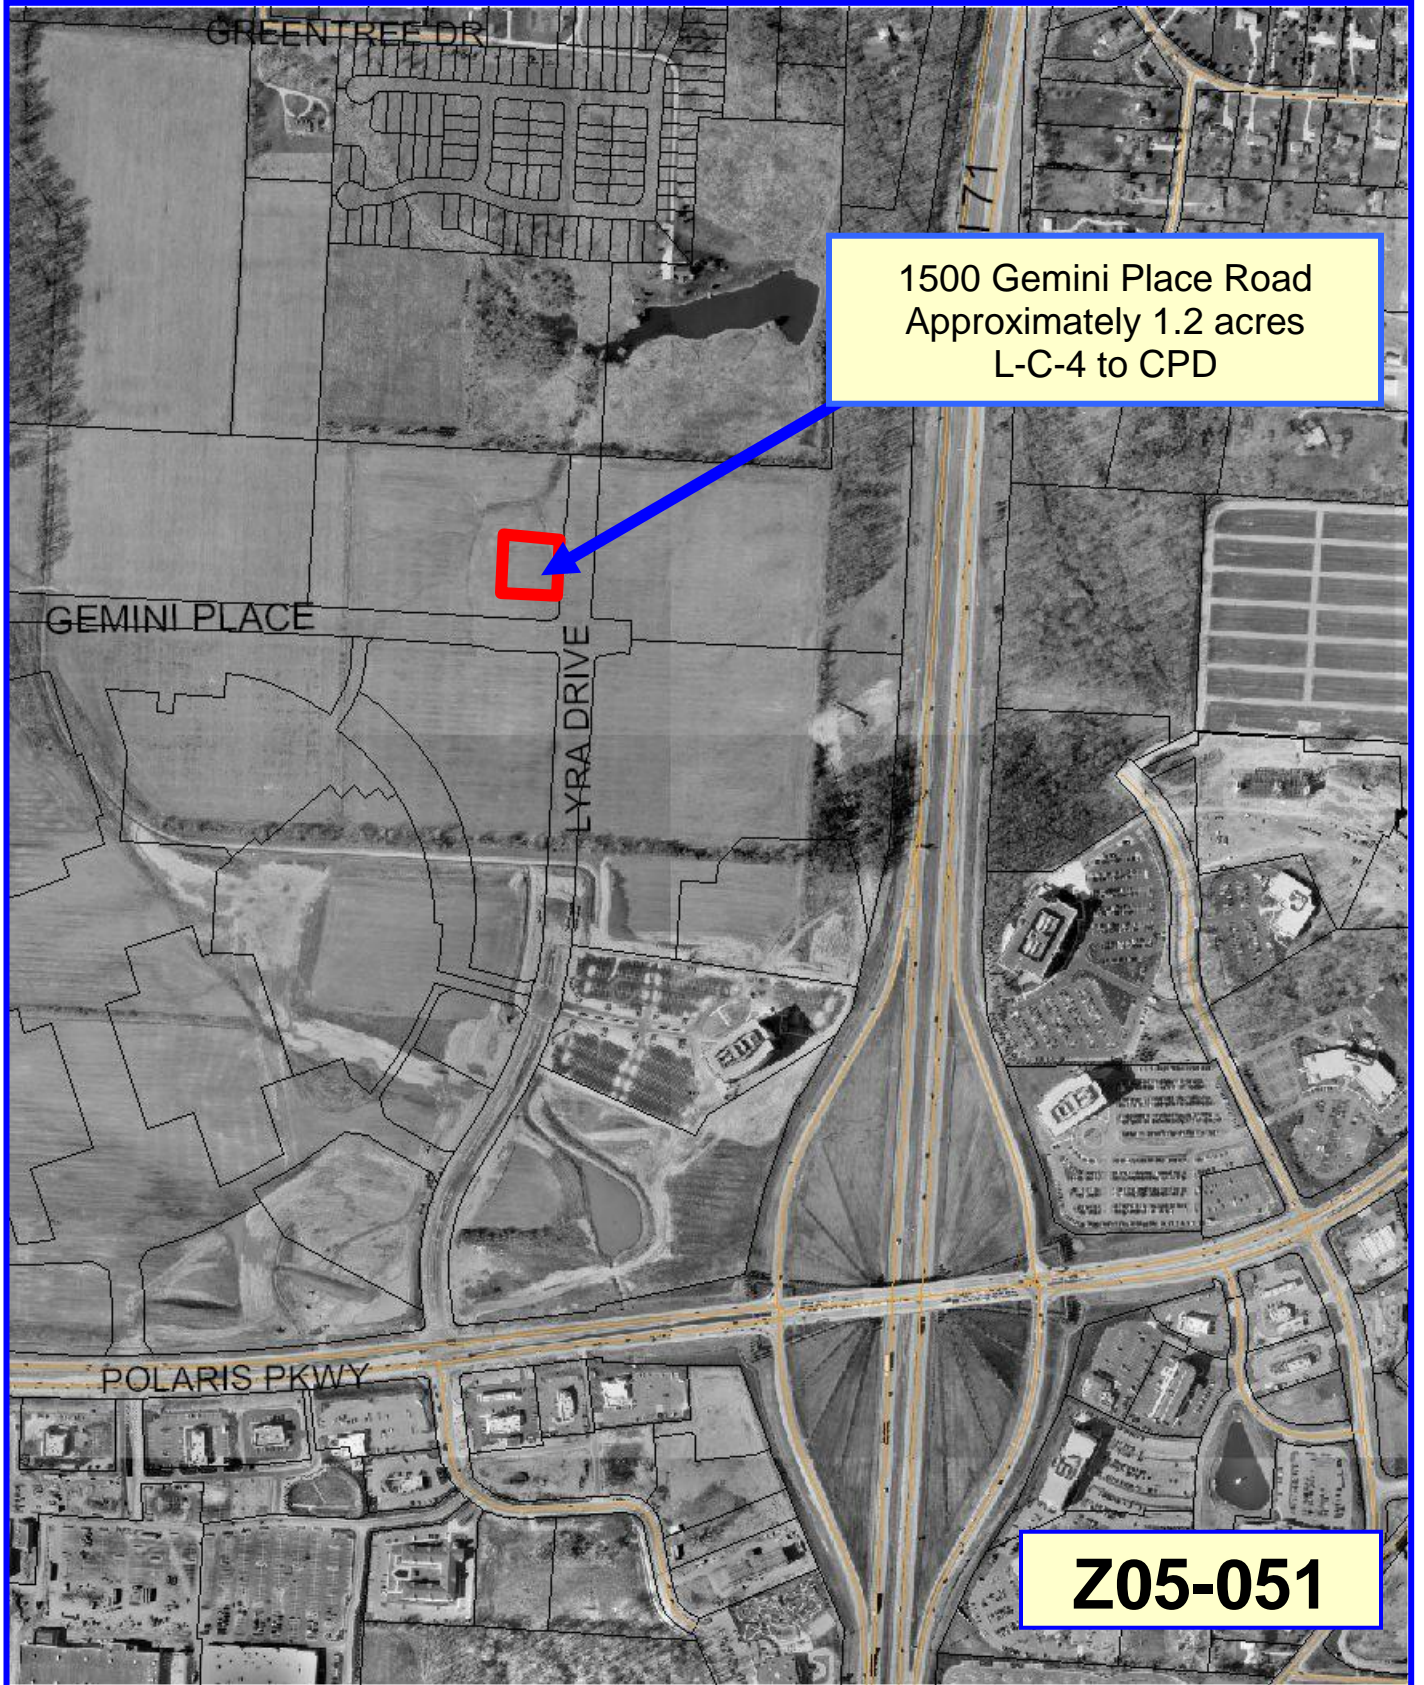 GREENTREE DR
I 71
1500 Gemini Place Road
Approximately 1.2 acres
L-C-4 to CPD
GEMINI PLACE
LYRA DRIVE
POLARIS PKWY
Z05-051